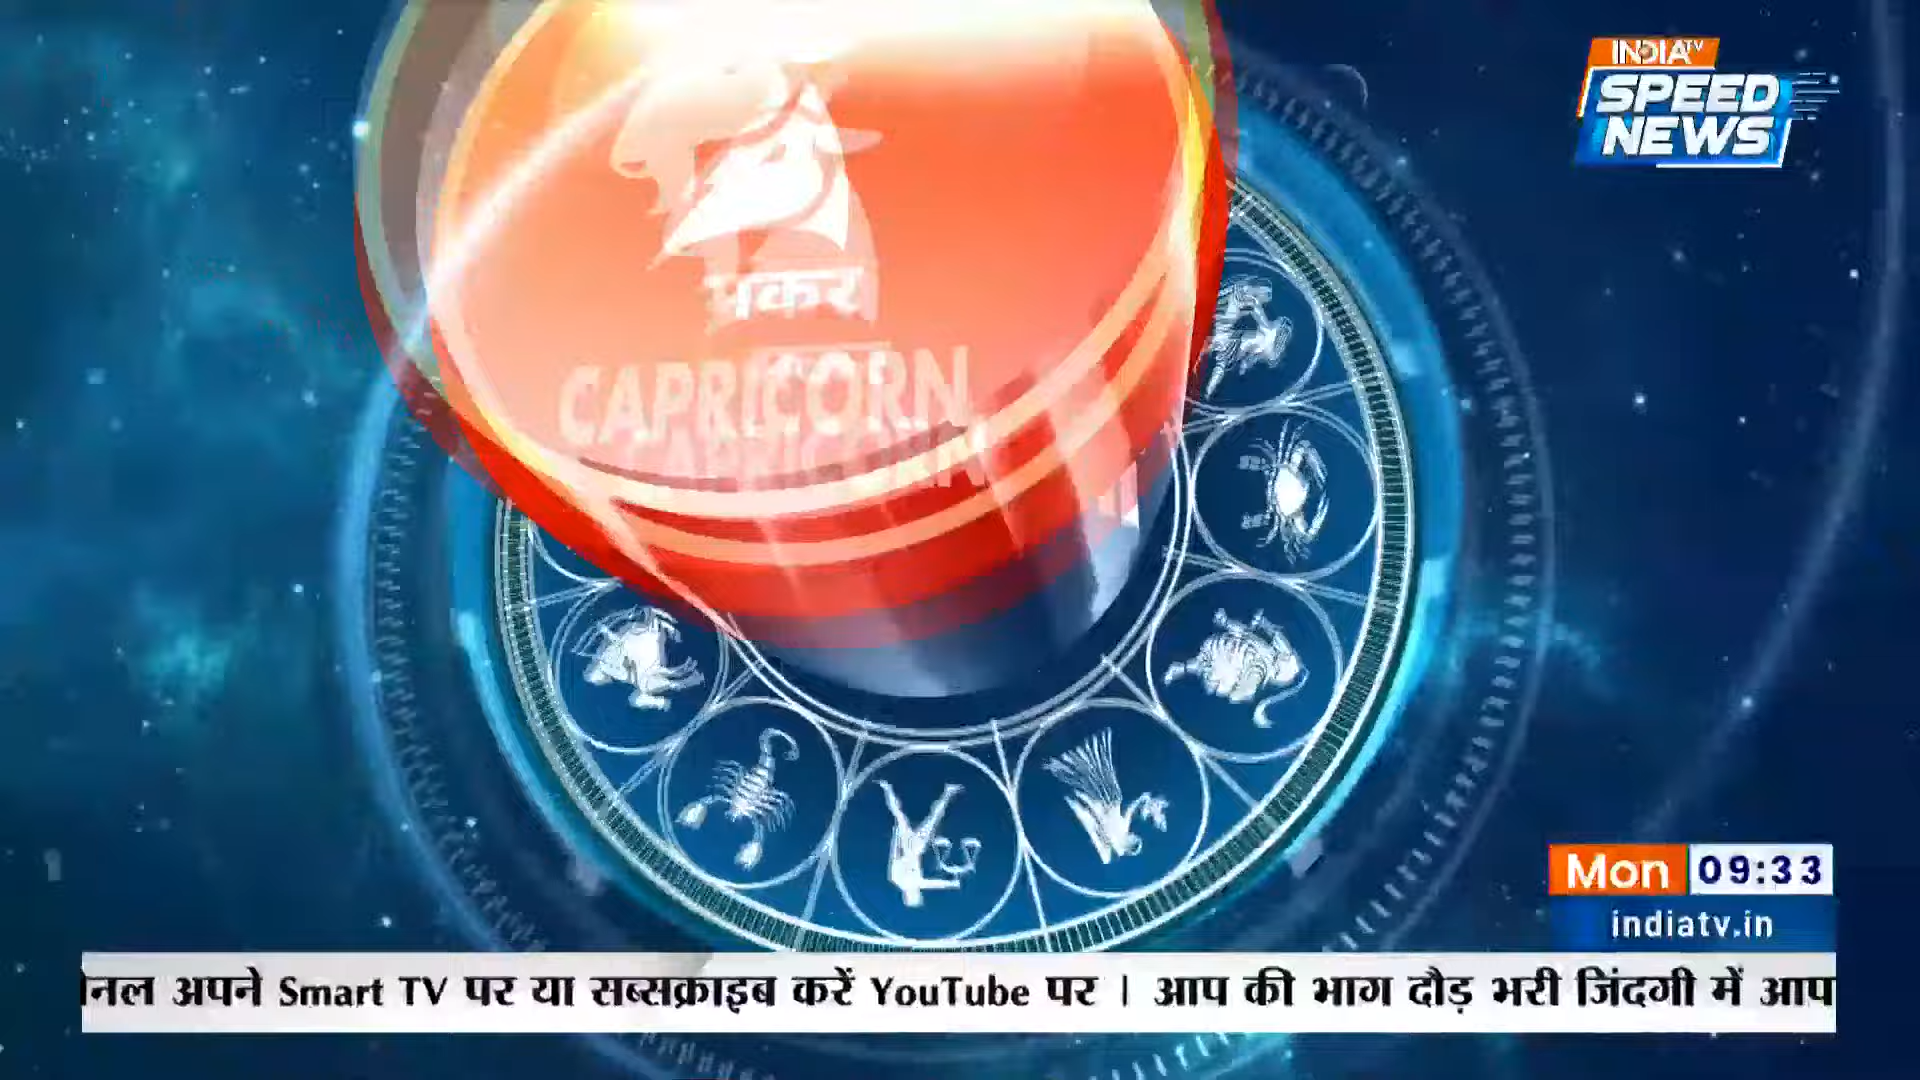 INDIA TV
SPEED
NEWS
मकर
CAPRICORN
CAPRICORN
Mon 09:33
indiatv.in
नल अपने Smart TV पर या सब्सक्राइब करें YouTube पर | आप की भाग दौड़ भरी जिंदगी में आप